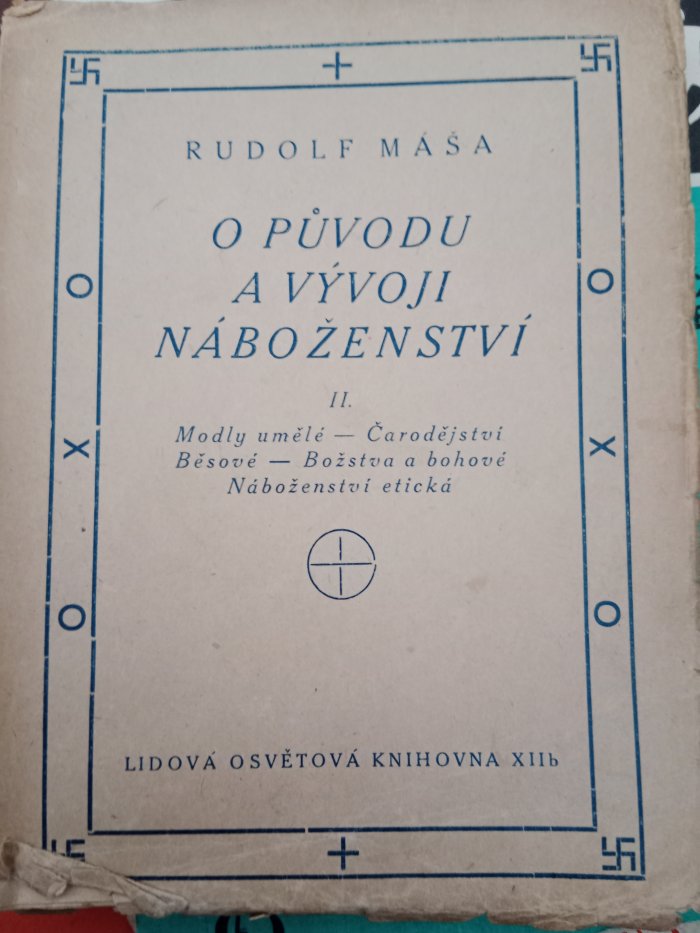 RUDOLF MÁŠA
O PŮVODU
A VÝVOJI
NÁBOŽENSTVÍ
II.
Modly umělé — Čarodějství
Běsové — Božstva a bohové
Náboženství etická
LIDOVÁ OSVĚTOVÁ KNIHOVNA XIIb